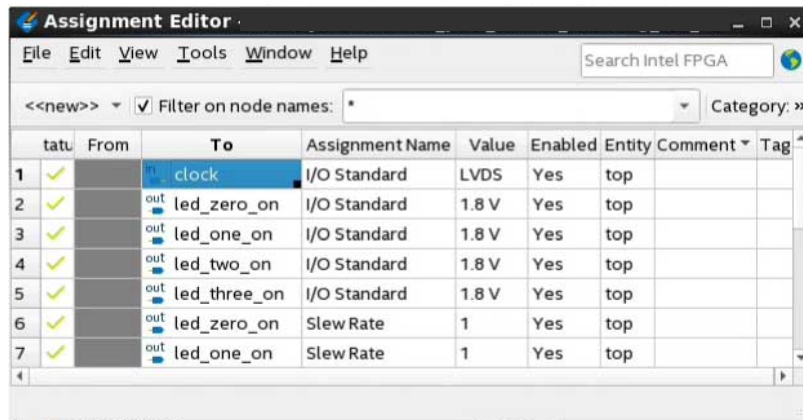 Assignment Editor
File Edit View Tools Window Help Search Intel FPGA
<<new>> Filter on node names: * Category: »
tatu From To Assignment Name Value Enabled Entity Comment Tag
1 in clock I/O Standard LVDS Yes top
2 out led_zero_on I/O Standard 1.8 V Yes top
3 out led_one_on I/O Standard 1.8 V Yes top
4 out led_two_on I/O Standard 1.8 V Yes top
5 out led_three_on I/O Standard 1.8 V Yes top
6 out led_zero_on Slew Rate 1 Yes top
7 out led_one_on Slew Rate 1 Yes top